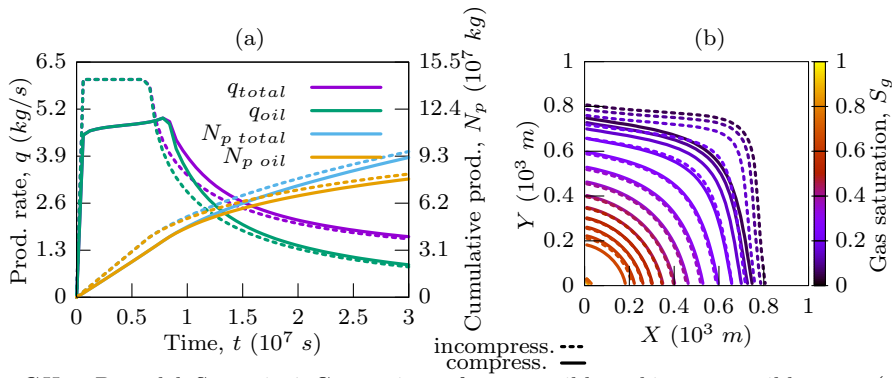 (a)
6.5
5.2
3.9
2.6
1.3
0
Prod. rate, q (kg/s)
q_total
q_oil
N_p total
N_p oil
15.5
12.4
9.3
6.2
3.1
0
Cumulative prod., N_p (10^7 kg)
0 0.5 1 1.5 2 2.5 3
Time, t (10^7 s)
(b)
1
0.8
0.6
0.4
0.2
0
Y (10^3 m)
0 0.2 0.4 0.6 0.8 1
X (10^3 m)
1
0.8
0.6
0.4
0.2
0
Gas saturation, S_g
incompress.
compress.